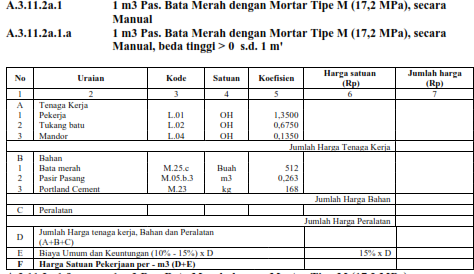 A.3.11.2a.1 1 m3 Pas. Bata Merah dengan Mortar Tipe M (17,2 MPa), secara
Manual
A.3.11.2a.1.a 1 m3 Pas. Bata Merah dengan Mortar Tipe M (17,2 MPa), secara
Manual, beda tinggi > 0 s.d. 1 m'
No Uraian Kode Satuan Koefisien Harga satuan (Rp) Jumlah harga (Rp)
1 2 3 4 5 6 7
A Tenaga Kerja
1 Pekerja L.01 OH 1,3500
2 Tukang batu L.02 OH 0,6750
3 Mandor L.04 OH 0,1350
Jumlah Harga Tenaga Kerja
B Bahan
1 Bata merah M.25.c Buah 512
2 Pasir Pasang M.05.b.3 m3 0,263
3 Portland Cement M.23 kg 168
Jumlah Harga Bahan
C Peralatan
Jumlah Harga Peralatan
D Jumlah Harga tenaga kerja, Bahan dan Peralatan
(A+B+C)
E Biaya Umum dan Keuntungan (10% - 15%) x D 15% x D
F Harga Satuan Pekerjaan per - m3 (D+E)